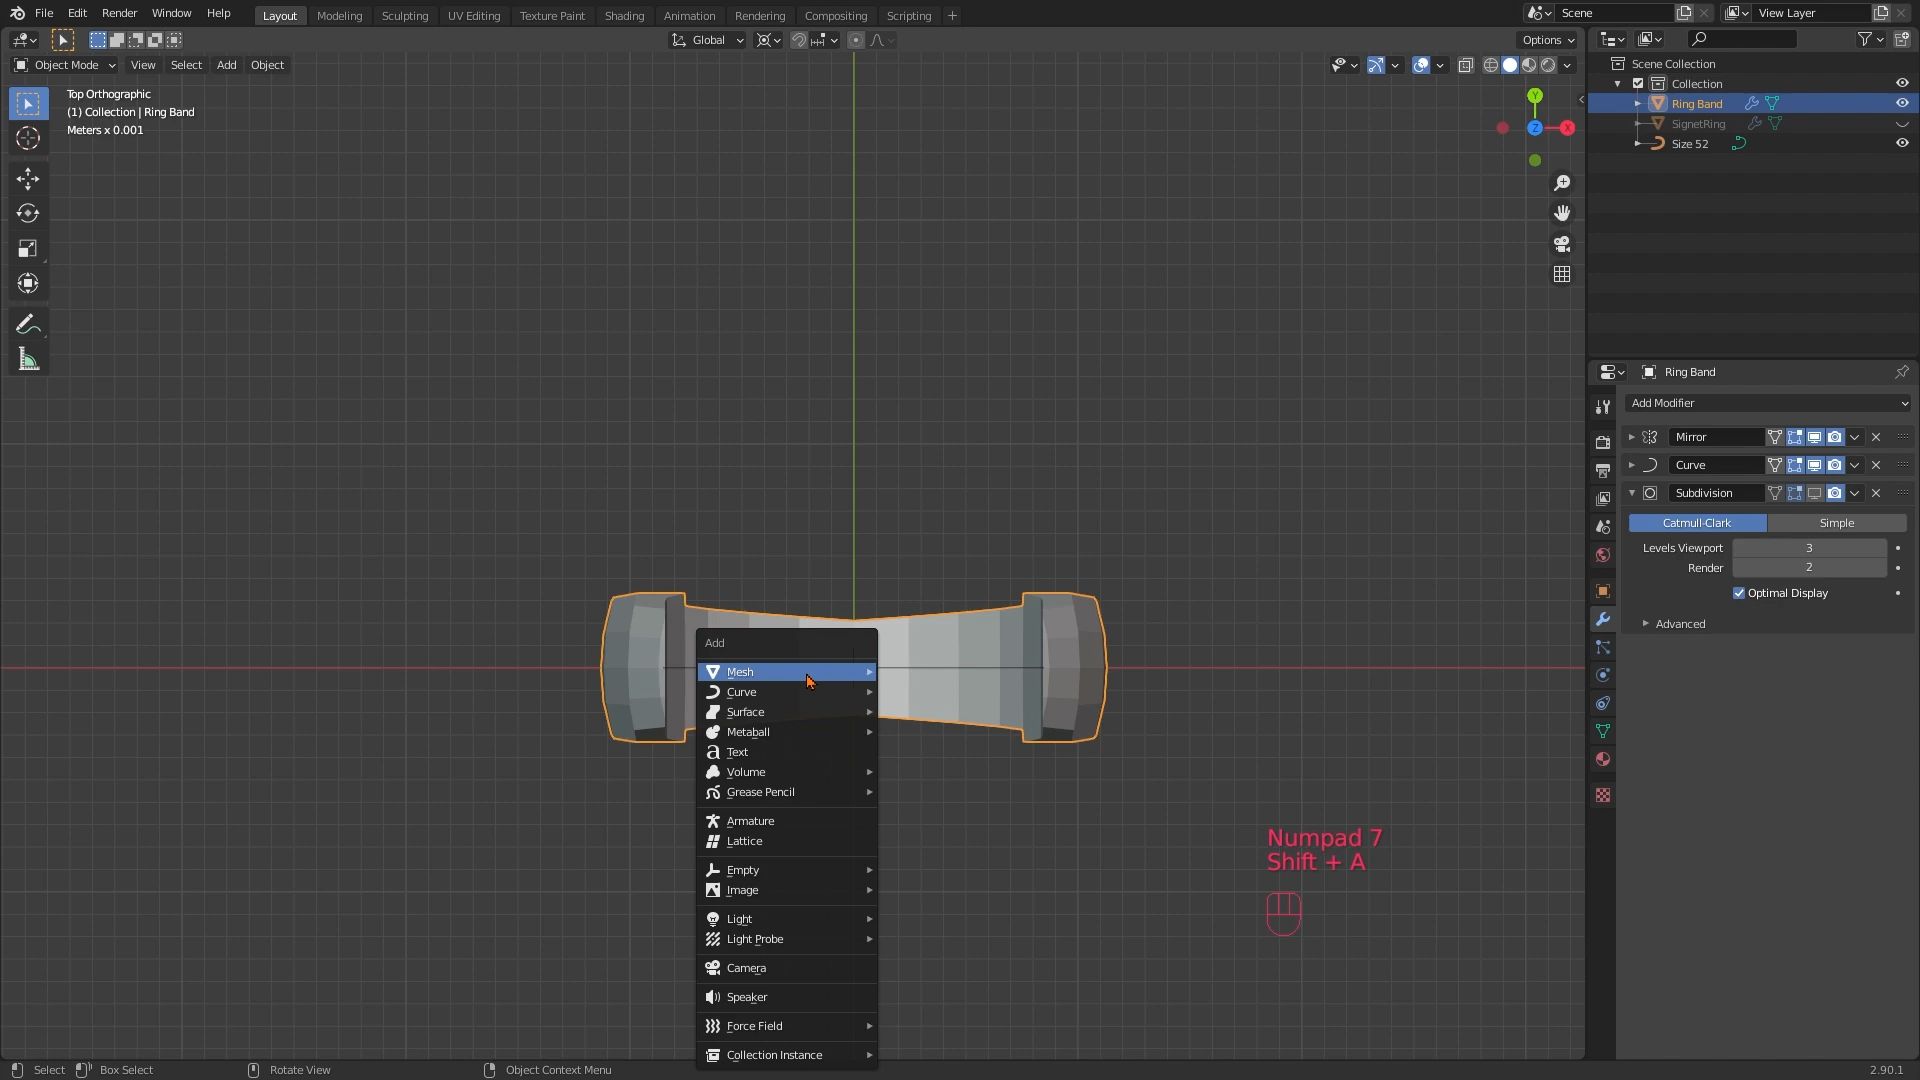 File Edit Render Window Help
Layout Modeling Sculpting UV Editing Texture Paint Shading Animation Rendering Compositing Scripting +
Scene
View Layer
Global
Options
Object Mode View Select Add Object
Top Orthographic
(1) Collection | Ring Band
Meters x 0.001
Y
Z
X
Scene Collection
Collection
Ring Band
SignetRing
Size 52
Ring Band
Add Modifier
Mirror
Curve
Subdivision
Catmull-Clark Simple
Levels Viewport 3
Render 2
Optimal Display
Advanced
Add
Mesh
Curve
Surface
Metaball
Text
Volume
Grease Pencil
Armature
Lattice
Empty
Image
Light
Light Probe
Camera
Speaker
Force Field
Collection Instance
Numpad 7
Shift + A
Select Box Select Rotate View Object Context Menu 2.90.1